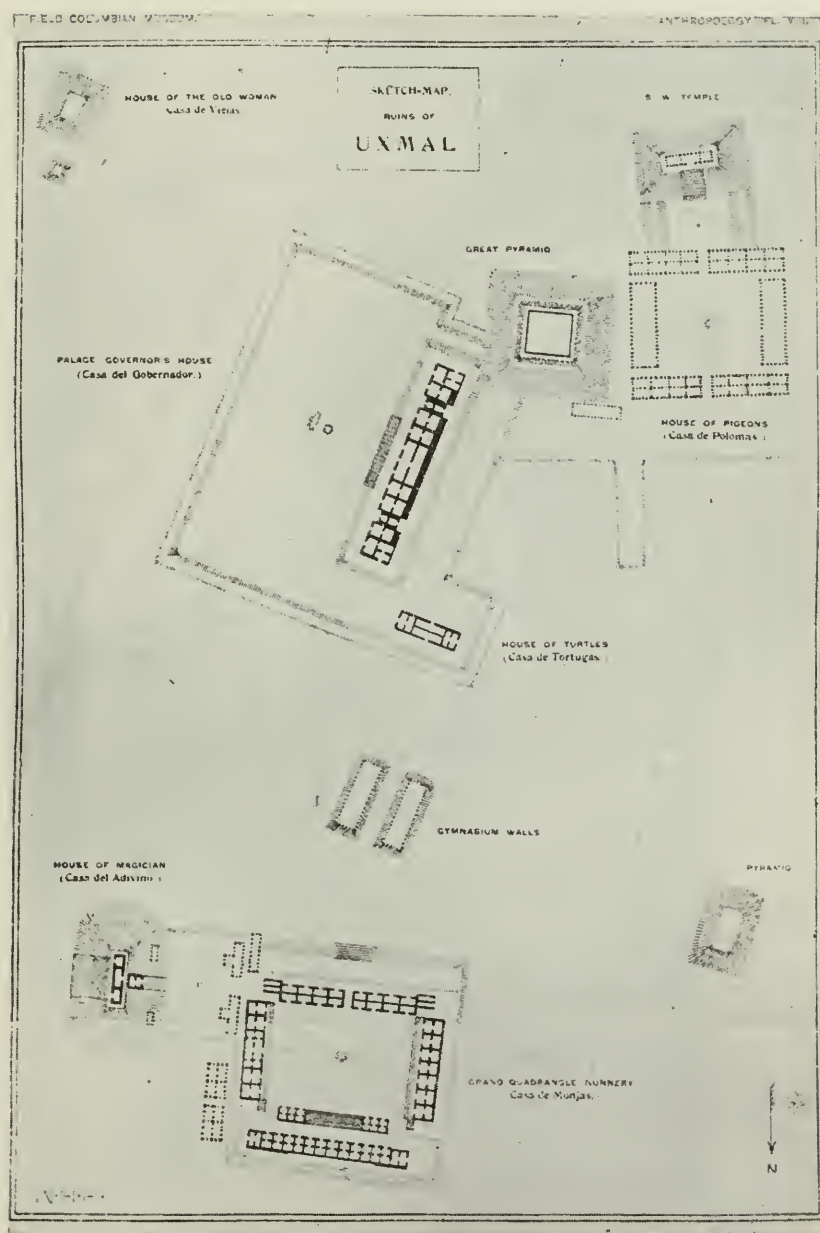 FIELD COLUMBIAN MUSEUM.
ANTHROPOLOGY, PL.
SKETCH-MAP,
RUINS OF
UXMAL
HOUSE OF THE OLD WOMAN
Casa de Viejas
S. W. TEMPLE
GREAT PYRAMID
PALACE GOVERNOR'S HOUSE
(Casa del Gobernador.)
HOUSE OF PIGEONS
(Casa de Polomas.)
HOUSE OF TURTLES
(Casa de Tortugas.)
GYMNASIUM WALLS
HOUSE OF MAGICIAN
(Casa del Adivino.)
PYRAMID
GRAND QUADRANGLE NUNNERY
Casa de Monjas.
N